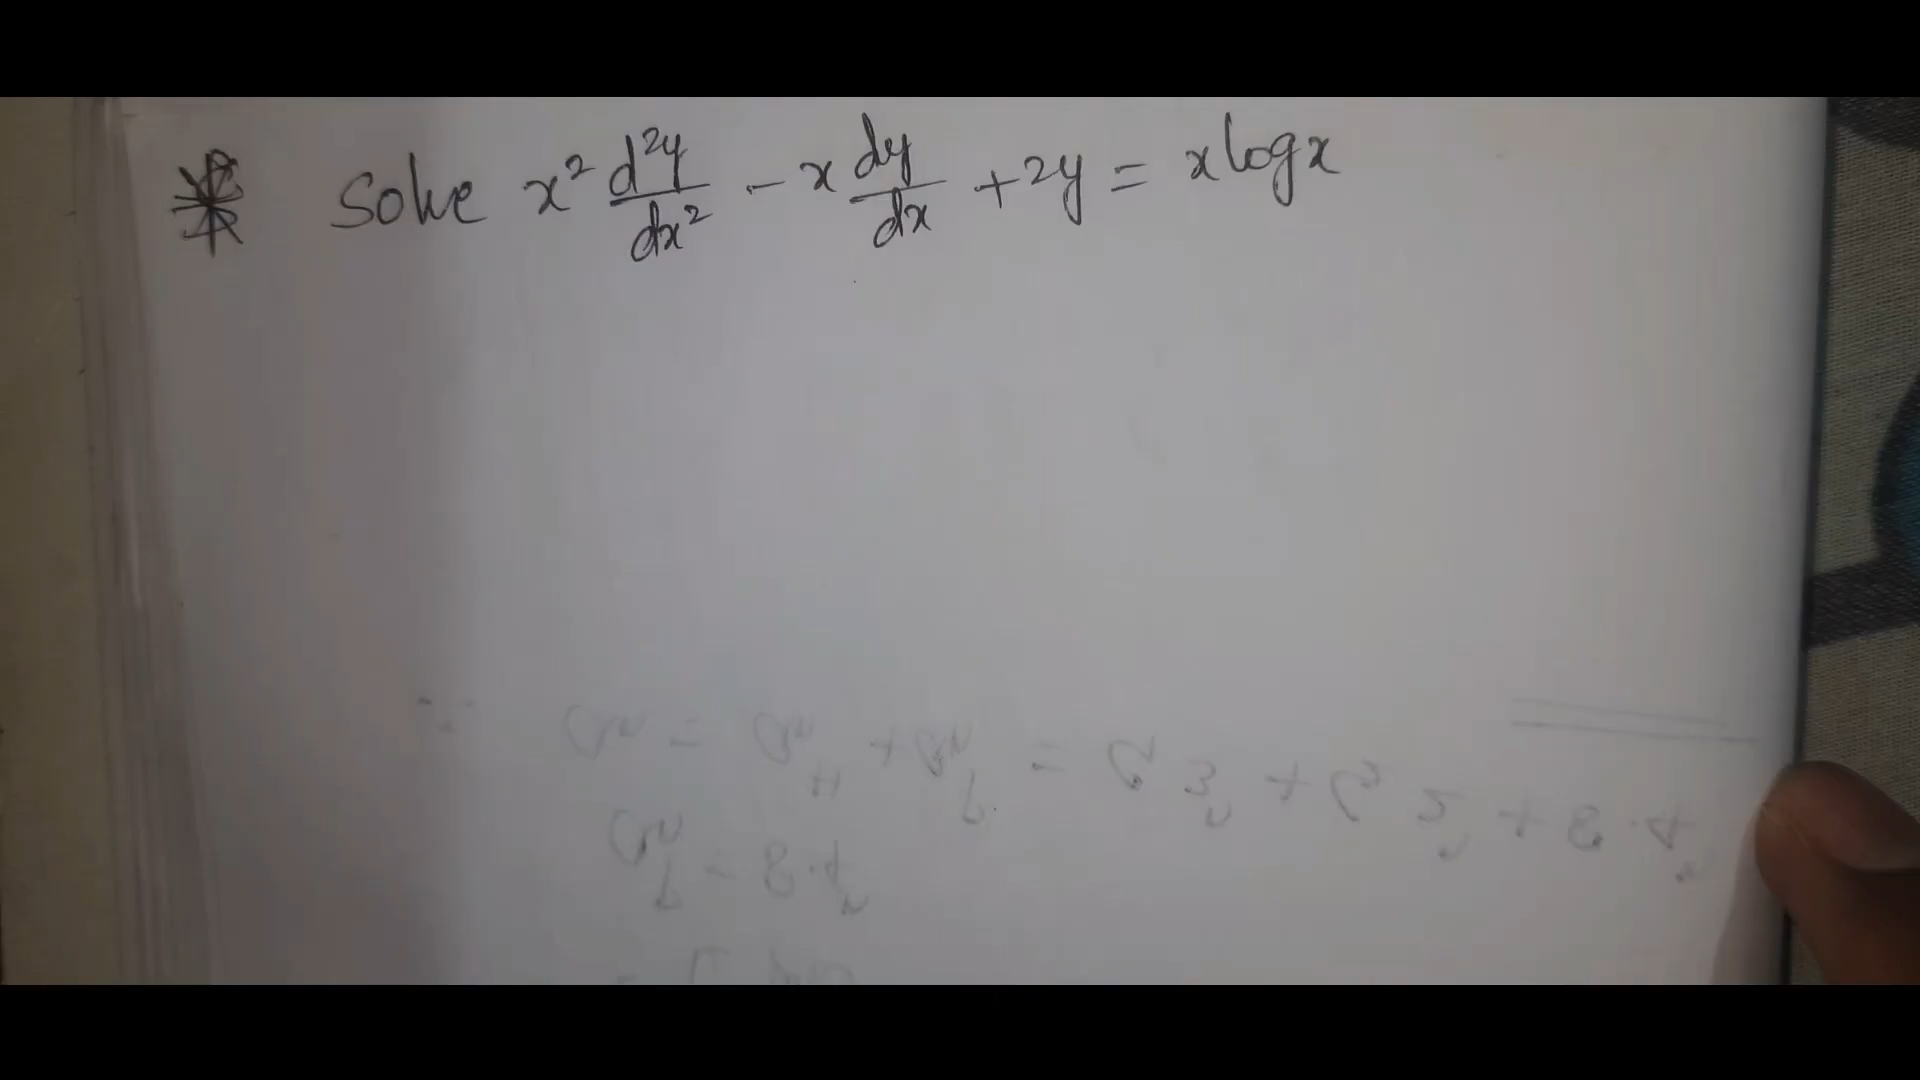 * Solve x² d²y/dx² - x dy/dx + 2y = x log x